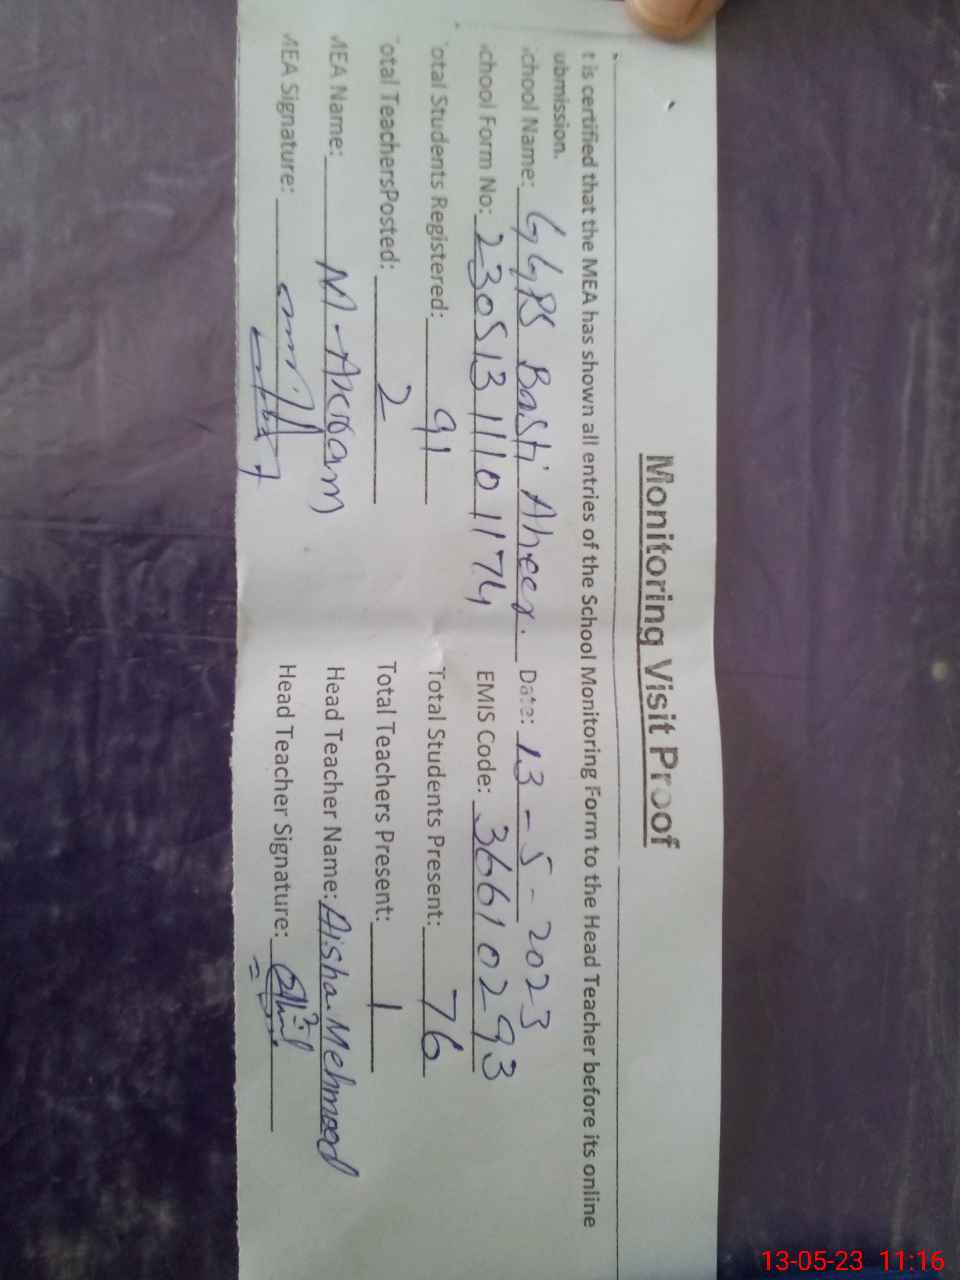 Monitoring Visit Proof
t is certified that the MEA has shown all entries of the School Monitoring Form to the Head Teacher before its online
ubmission.
chool Name: GGPS Basti Aheer. Date: 13-5-2023
chool Form No: 230513111011174 EMIS Code: 36610293
otal Students Registered: 91 Total Students Present: 76
otal TeachersPosted: 2 Total Teachers Present: 1
MEA Name: M-Akram Head Teacher Name: Aisha Mehmood
MEA Signature: Head Teacher Signature:
13-05-23 11:16